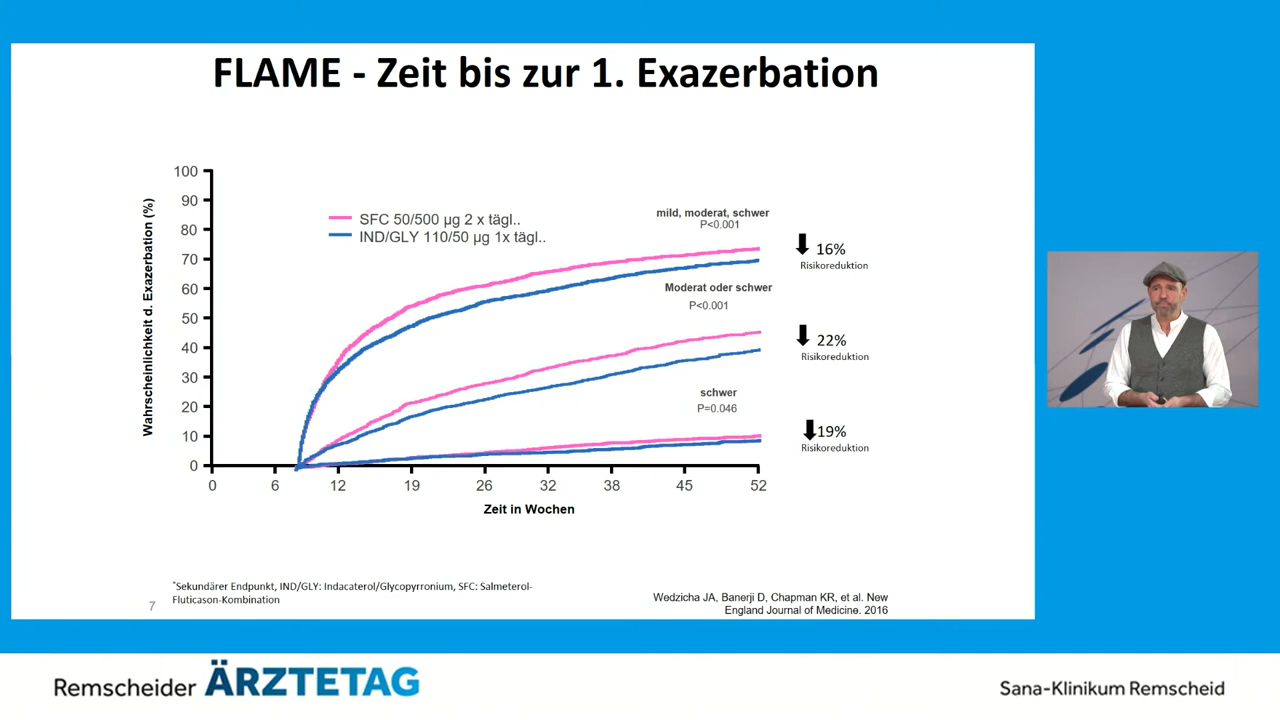 FLAME - Zeit bis zur 1. Exazerbation
Wahrscheinlichkeit d. Exazerbation (%)
100
90
80
70
60
50
40
30
20
10
0
SFC 50/500 µg 2 x tägl..
IND/GLY 110/50 µg 1x tägl..
mild, moderat, schwer
P<0.001
16%
Risikoreduktion
Moderat oder schwer
P<0.001
22%
Risikoreduktion
schwer
P=0.046
19%
Risikoreduktion
0 6 12 19 26 32 38 45 52
Zeit in Wochen
*Sekundärer Endpunkt, IND/GLY: Indacaterol/Glycopyrronium, SFC: Salmeterol-
Fluticason-Kombination
7
Wedzicha JA, Banerji D, Chapman KR, et al. New
England Journal of Medicine. 2016
Remscheider ÄRZTETAG
Sana-Klinikum Remscheid